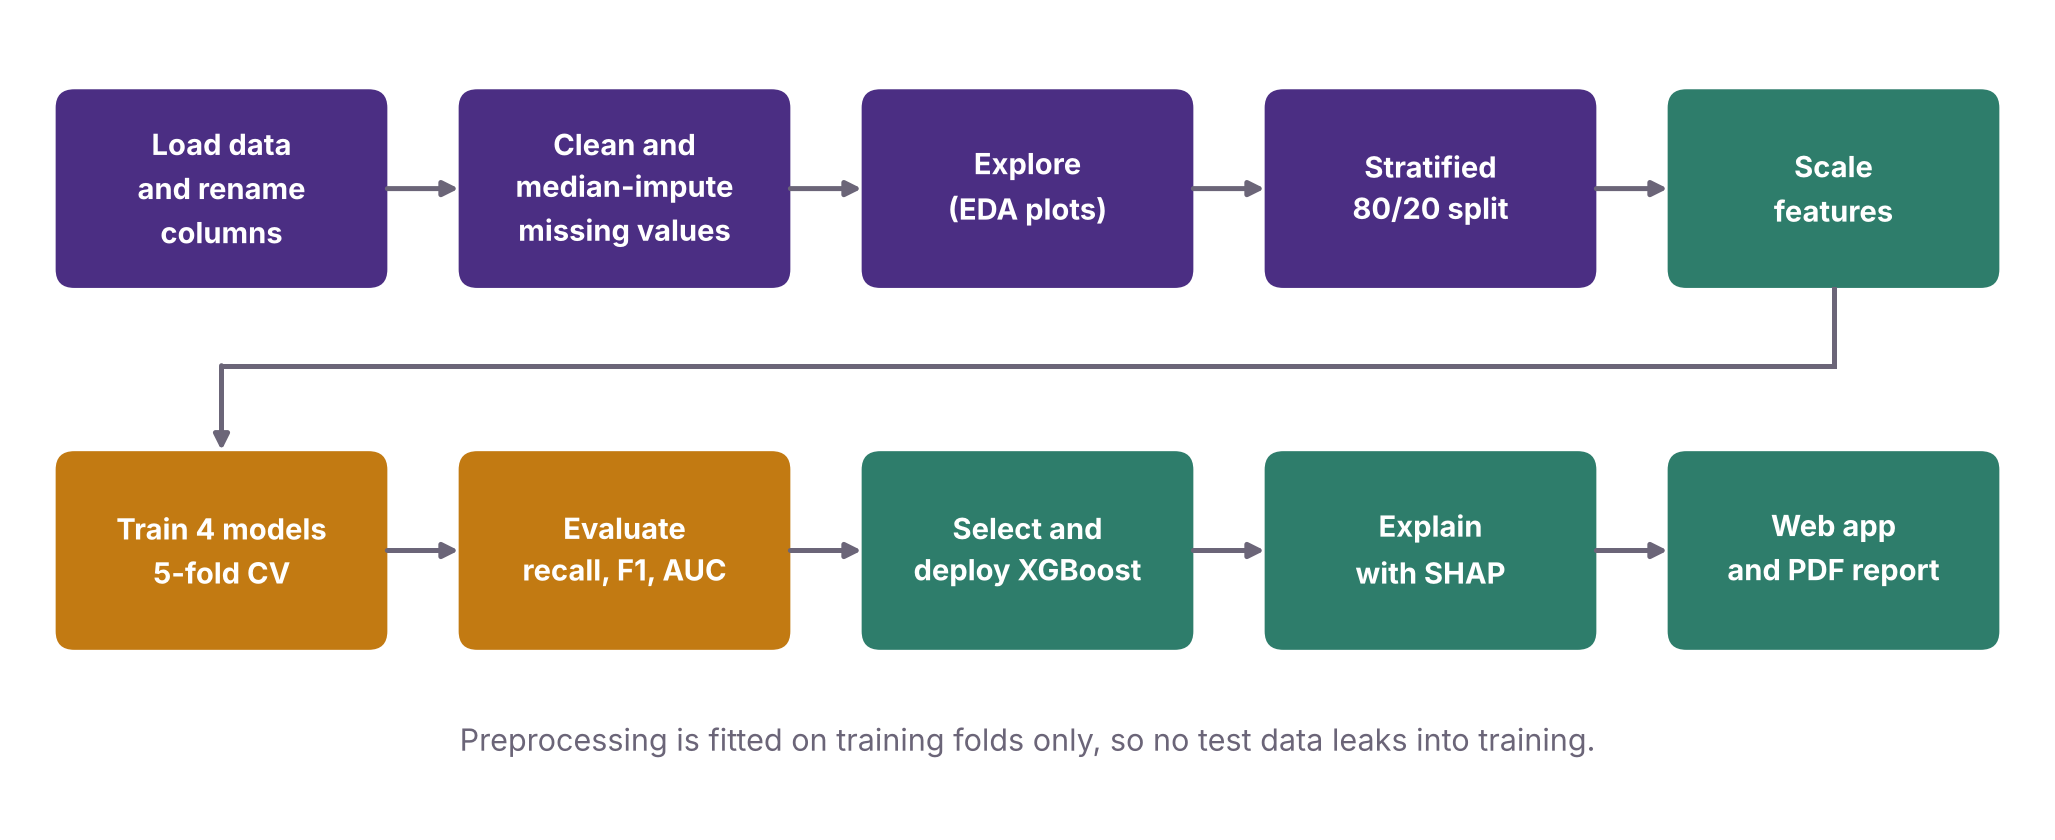 Load data
and rename
columns
Clean and
median-impute
missing values
Explore
(EDA plots)
Stratified
80/20 split
Scale
features
Train 4 models
5-fold CV
Evaluate
recall, F1, AUC
Select and
deploy XGBoost
Explain
with SHAP
Web app
and PDF report
Preprocessing is fitted on training folds only, so no test data leaks into training.